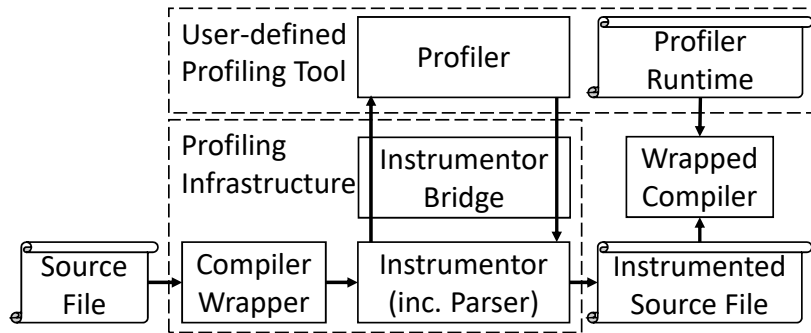 User-defined
Profiling Tool
Profiler
Profiler
Runtime
Profiling
Infrastructure
Instrumentor
Bridge
Wrapped
Compiler
Source
File
Compiler
Wrapper
Instrumentor
(inc. Parser)
Instrumented
Source File